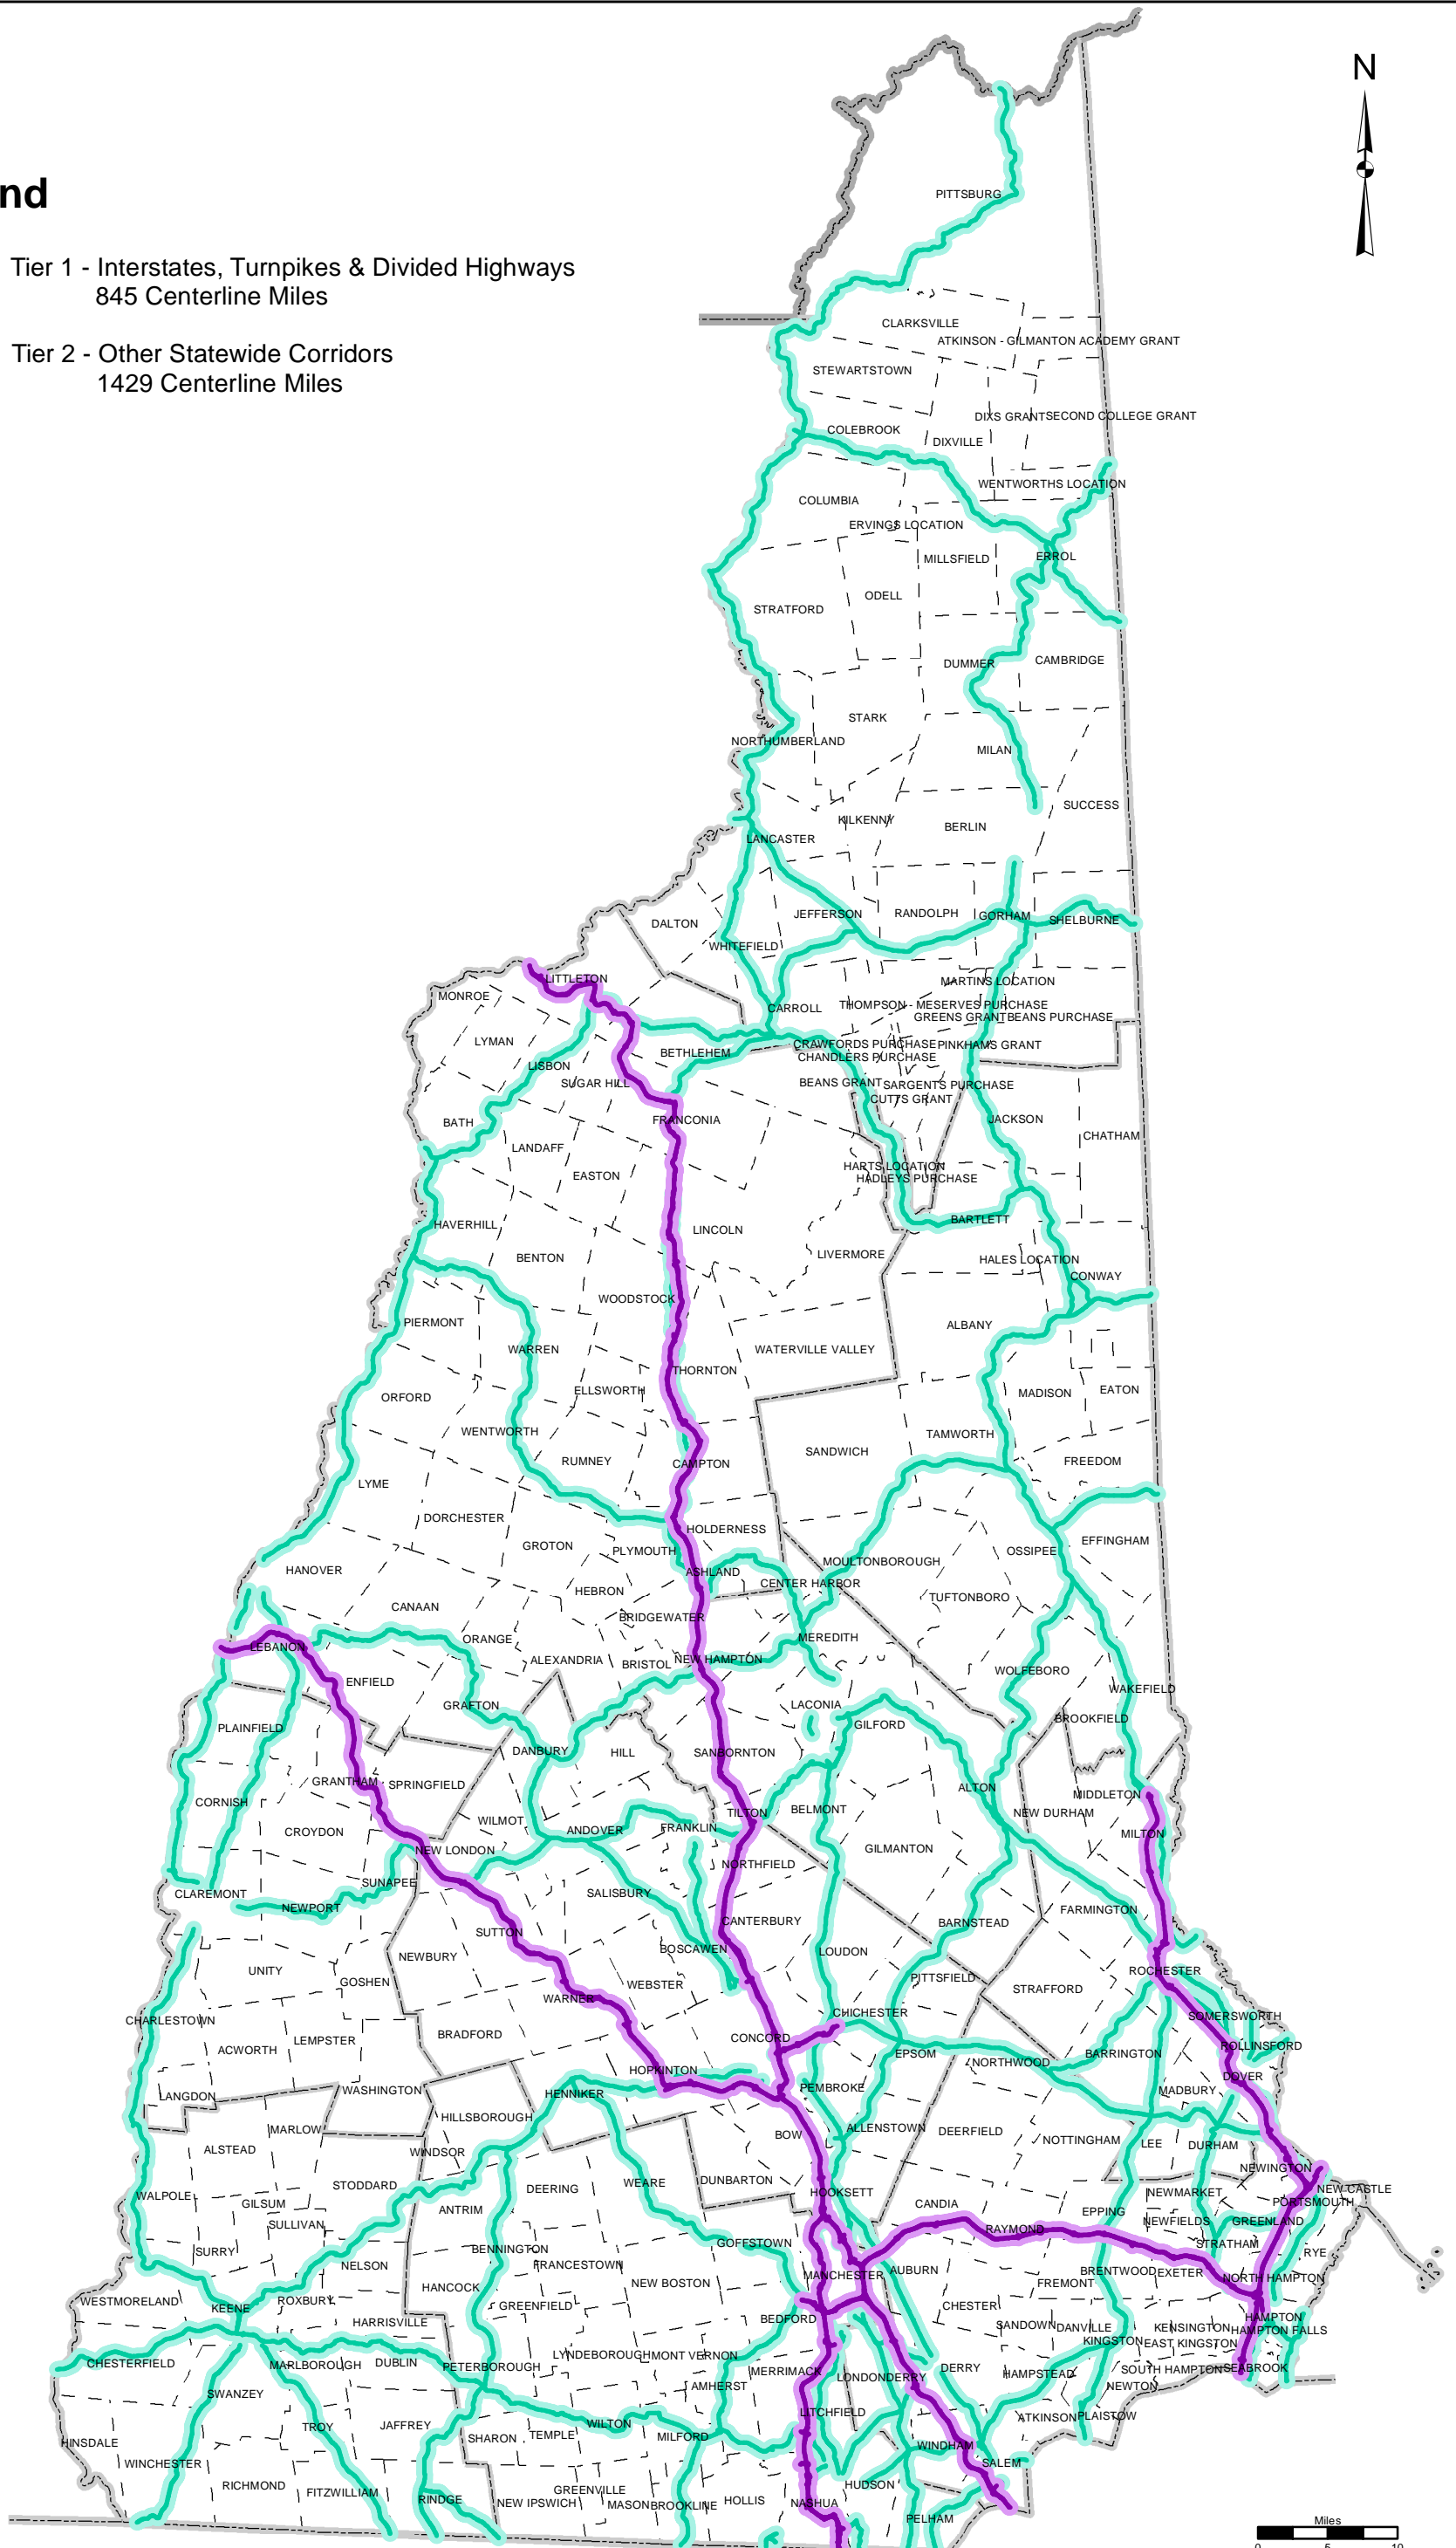 N
nd
PITTSBURG
Tier 1 - Interstates, Turnpikes & Divided Highways
845 Centerline Miles
CLARKSVILLE
ATKINSON - GILMANTON ACADEMY GRANT
Tier 2 - Other Statewide Corridors
1429 Centerline Miles
STEWARTSTOWN
DIXS GRANT
SECOND COLLEGE GRANT
COLEBROOK
DIXVILLE
WENTWORTHS LOCATION
COLUMBIA
ERVINGS LOCATION
MILLSFIELD
ERROL
ODELL
STRATFORD
DUMMER
CAMBRIDGE
STARK
NORTHUMBERLAND
MILAN
SUCCESS
KILKENNY
BERLIN
LANCASTER
JEFFERSON
RANDOLPH
GORHAM
SHELBURNE
DALTON
WHITEFIELD
LITTLETON
MARTINS LOCATION
MONROE
CARROLL
THOMPSON - MESERVES PURCHASE
GREENS GRANT
BEANS PURCHASE
LYMAN
CRAWFORDS PURCHASE
PINKHAMS GRANT
BETHLEHEM
CHANDLERS PURCHASE
LISBON
SUGAR HILL
BEANS GRANT
SARGENTS PURCHASE
CUTTS GRANT
BATH
FRANCONIA
JACKSON
CHATHAM
LANDAFF
EASTON
HARTS LOCATION
HADLEYS PURCHASE
HAVERHILL
LINCOLN
BARTLETT
BENTON
LIVERMORE
HALES LOCATION
CONWAY
WOODSTOCK
PIERMONT
ALBANY
WARREN
WATERVILLE VALLEY
THORNTON
ORFORD
ELLSWORTH
MADISON
EATON
WENTWORTH
TAMWORTH
SANDWICH
RUMNEY
CAMPTON
FREEDOM
LYME
DORCHESTER
HOLDERNESS
GROTON
PLYMOUTH
OSSIPEE
EFFINGHAM
HANOVER
ASHLAND
MOULTONBOROUGH
CENTER HARBOR
HEBRON
TUFTONBORO
CANAAN
BRIDGEWATER
LEBANON
ORANGE
MEREDITH
ALEXANDRIA
BRISTOL
NEW HAMPTON
WOLFEBORO
ENFIELD
WAKEFIELD
GRAFTON
LACONIA
BROOKFIELD
PLAINFIELD
GILFORD
DANBURY
HILL
SANBORNTON
GRANTHAM
SPRINGFIELD
ALTON
MIDDLETON
CORNISH
WILMOT
TILTON
BELMONT
NEW DURHAM
CROYDON
ANDOVER
FRANKLIN
MILTON
NEW LONDON
GILMANTON
NORTHFIELD
SUNAPEE
CLAREMONT
SALISBURY
NEWPORT
FARMINGTON
SUTTON
CANTERBURY
BARNSTEAD
NEWBURY
BOSCAWEN
LOUDON
UNITY
GOSHEN
WEBSTER
PITTSFIELD
STRAFFORD
ROCHESTER
WARNER
CHARLESTOWN
CHICHESTER
SOMERSWORTH
LEMPSTER
BRADFORD
CONCORD
ACWORTH
EPSOM
NORTHWOOD
BARRINGTON
ROLLINSFORD
HOPKINTON
DOVER
LANGDON
WASHINGTON
HENNIKER
PEMBROKE
MADBURY
HILLSBOROUGH
MARLOW
ALLENSTOWN
DEERFIELD
BOW
NOTTINGHAM
LEE
DURHAM
ALSTEAD
WINDSOR
NEWINGTON
STODDARD
DEERING
WEARE
DUNBARTON
HOOKSETT
NEW CASTLE
WALPOLE
GILSUM
ANTRIM
CANDIA
EPPING
NEWMARKET
PORTSMOUTH
SULLIVAN
RAYMOND
NEWFIELDS
GREENLAND
SURRY
BENNINGTON
GOFFSTOWN
STRATHAM
RYE
NELSON
FRANCESTOWN
MANCHESTER
AUBURN
BRENTWOOD
EXETER
NORTH HAMPTON
HANCOCK
NEW BOSTON
FREMONT
WESTMORELAND
ROXBURY
KEENE
GREENFIELD
CHESTER
HARRISVILLE
BEDFORD
SANDOWN
DANVILLE
KENSINGTON
HAMPTON
HAMPTON FALLS
KINGSTON
EAST KINGSTON
LYNDEBOROUGH
MONT VERNON
CHESTERFIELD
MARLBOROUGH
DUBLIN
PETERBOROUGH
MERRIMACK
LONDONDERRY
DERRY
HAMPSTEAD
SOUTH HAMPTON
SEABROOK
AMHERST
NEWTON
SWANZEY
LITCHFIELD
ATKINSON
PLAISTOW
TROY
JAFFREY
SHARON
TEMPLE
WILTON
MILFORD
HINSDALE
WINDHAM
WINCHESTER
SALEM
RICHMOND
FITZWILLIAM
RINDGE
NEW IPSWICH
GREENVILLE
MASON
BROOKLINE
HOLLIS
NASHUA
HUDSON
PELHAM
Miles
0 5 10